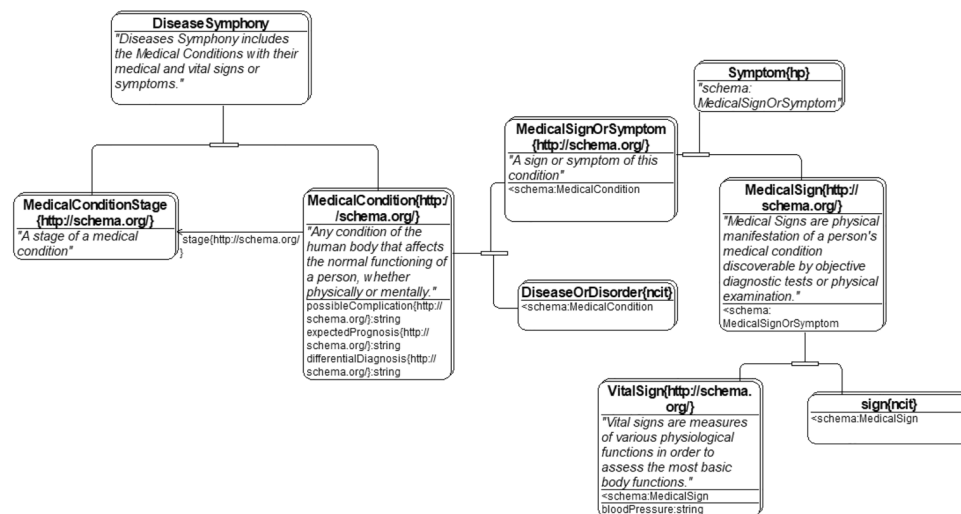 DiseaseSymphony
"Diseases Symphony includes
the Medical Conditions with their
medical and vital signs or
symptoms."
Symptom{hp}
"schema:
MedicalSignOrSymptom"
MedicalSignOrSymptom
{http://schema.org/}
"A sign or symptom of this
condition"
<schema:MedicalCondition
MedicalConditionStage
{http://schema.org/}
"A stage of a medical
condition"
stage{http://schema.org/
}
MedicalCondition{http:/
/schema.org/}
"Any condition of the
human body that affects
the normal functioning of
a person, whether
physically or mentally."
possibleComplication{http://
schema.org/}:string
expectedPrognosis{http://
schema.org/}:string
differentialDiagnosis{http://
schema.org/}:string
MedicalSign{http://
schema.org/}
"Medical Signs are physical
manifestation of a person's
medical condition
discoverable by objective
diagnostic tests or physical
examination."
<schema:
MedicalSignOrSymptom
DiseaseOrDisorder{ncit}
<schema:MedicalCondition
VitalSign{http://schema.
org/}
"Vital signs are measures
of various physiological
functions in order to
assess the most basic
body functions."
<schema:MedicalSign
bloodPressure:string
sign{ncit}
<schema:MedicalSign